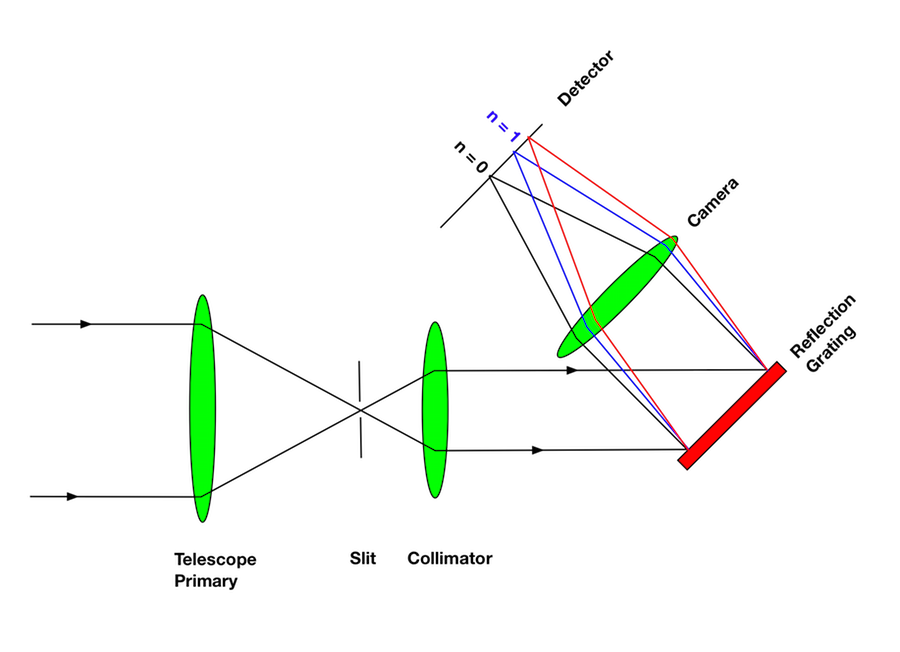 Detector
n = 1
n = 0
Camera
Reflection
Grating
Telescope
Primary
Slit
Collimator